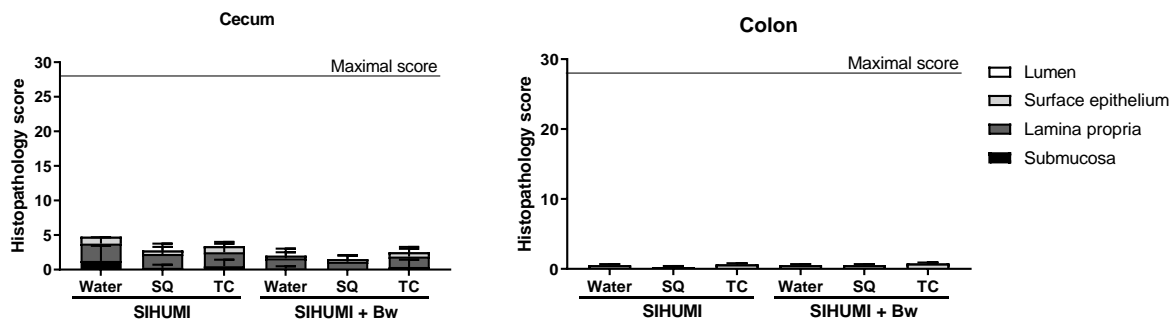 Cecum
Histopathology score
30
25
20
15
10
5
0
Maximal score
Water SQ TC Water SQ TC
SIHUMI SIHUMI + Bw
Colon
Histopathology score
30
20
10
0
Maximal score
Water SQ TC Water SQ TC
SIHUMI SIHUMI + Bw
Lumen
Surface epithelium
Lamina propria
Submucosa